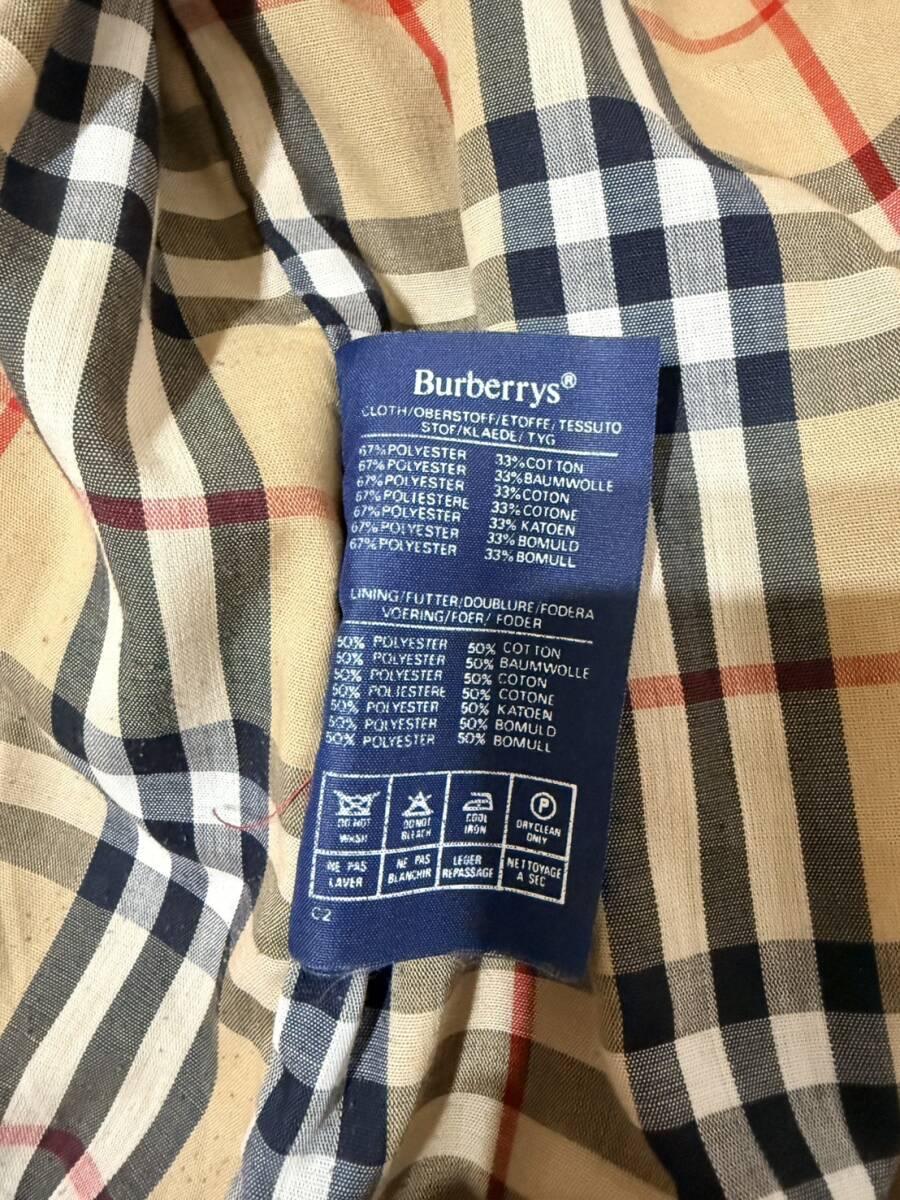 Burberrys®
CLOTH/OBERSTOFF/ETOFFE/TESSUTO
STOF/KLAEDE/TYG
67% POLYESTER 33% COTTON
67% POLYESTER 33% BAUMWOLLE
67% POLYESTER 33% COTON
67% POLIESTERE 33% COTONE
67% POLYESTER 33% KATOEN
67% POLYESTER 33% BOMULD
67% POLYESTER 33% BOMULL
LINING/FUTTER/DOUBLURE/FODERA
VOERING/FOER/ FODER
50% POLYESTER 50% COTTON
50% POLYESTER 50% BAUMWOLLE
50% POLYESTER 50% COTON
50% POLIESTERE 50% COTONE
50% POLYESTER 50% KATOEN
50% POLYESTER 50% BOMULD
50% POLYESTER 50% BOMULL
P
DO NOT WASH
DO NOT BLEACH
COOL IRON
DRY CLEAN ONLY
NE PAS LAVER
NE PAS BLANCHIR
LEGER REPASSAGE
NETTOYAGE A SEC
C2